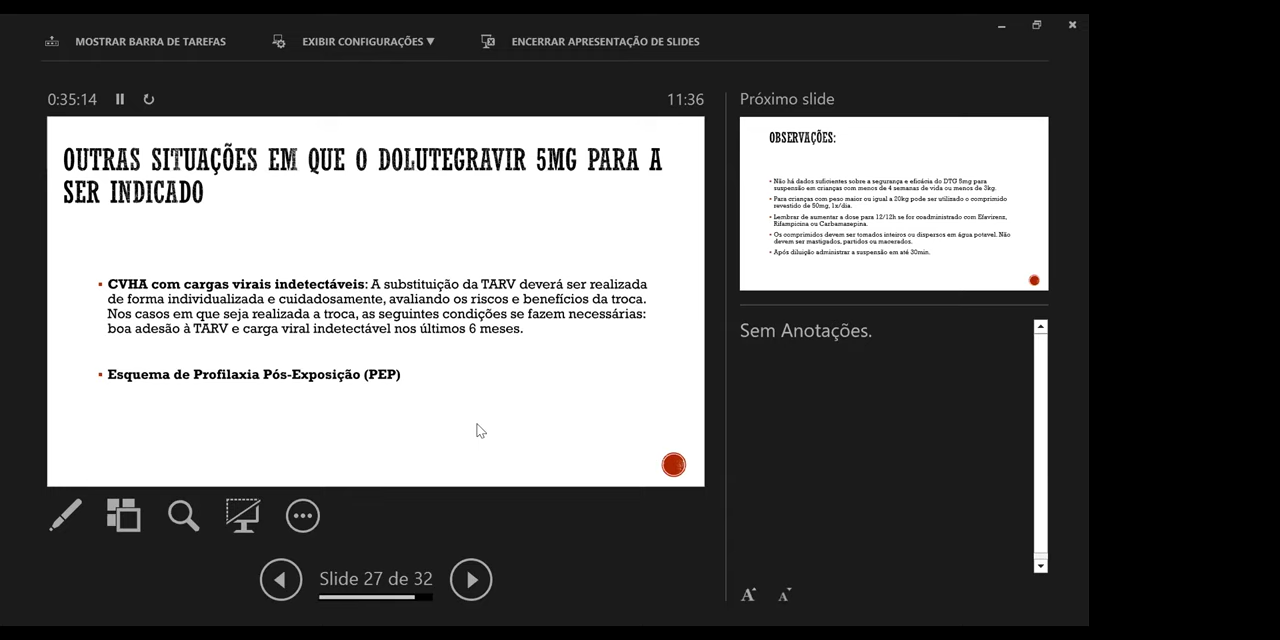 MOSTRAR BARRA DE TAREFAS
EXIBIR CONFIGURAÇÕES ▼
ENCERRAR APRESENTAÇÃO DE SLIDES
0:35:14
11:36
OUTRAS SITUAÇÕES EM QUE O DOLUTEGRAVIR 5MG PARA A
SER INDICADO
▪ CVHA com cargas virais indetectáveis: A substituição da TARV deverá ser realizada
de forma individualizada e cuidadosamente, avaliando os riscos e benefícios da troca.
Nos casos em que seja realizada a troca, as seguintes condições se fazem necessárias:
boa adesão à TARV e carga viral indetectável nos últimos 6 meses.
▪ Esquema de Profilaxia Pós-Exposição (PEP)
Slide 27 de 32
Próximo slide
OBSERVAÇÕES:
▪ Não há dados suficientes sobre a segurança e eficácia do DTG 5mg para
suspensão em crianças com menos de 4 semanas de vida ou menos de 3kg.
▪ Para crianças com peso maior ou igual a 20kg pode ser utilizado o comprimido
revestido de 50mg, 1x/dia.
▪ Lembrar de aumentar a dose para 12/12h se for coadministrado com Efavirenz,
Rifampicina ou Carbamazepina.
▪ Os comprimidos devem ser tomados inteiros ou dispersos em água potavel. Não
devem ser mastigados, partidos ou macerados.
▪ Após diluição administrar a suspensão em até 30min.
Sem Anotações.
A A